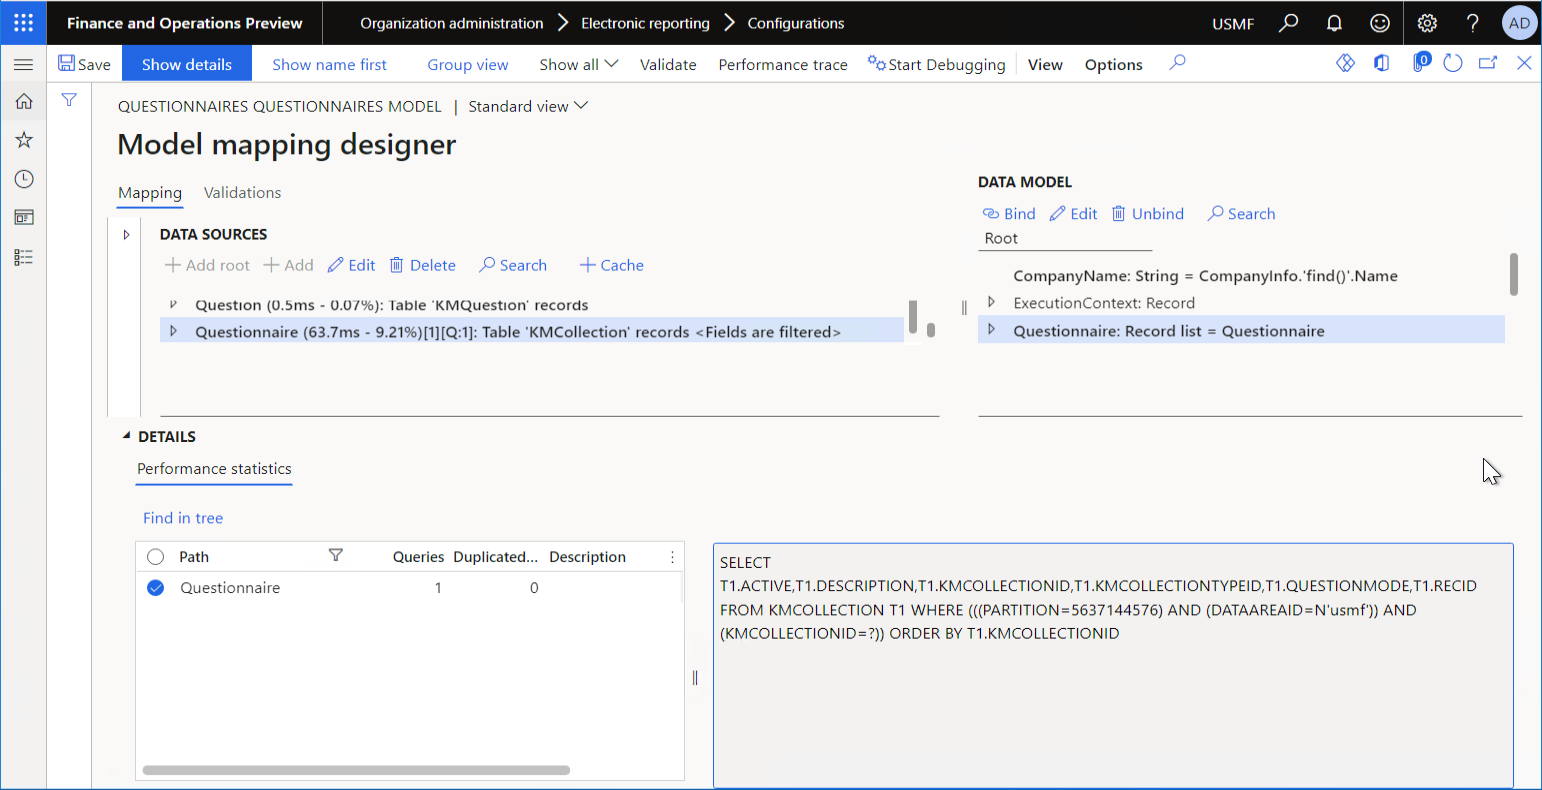 Finance and Operations Preview
Organization administration
Electronic reporting
Configurations
USMF
AD
Save
Show details
Show name first
Group view
Show all
Validate
Performance trace
Start Debugging
View
Options
0
QUESTIONNAIRES QUESTIONNAIRES MODEL | Standard view
Model mapping designer
Mapping
Validations
DATA SOURCES
Add root
Add
Edit
Delete
Search
Cache
Question (0.5ms - 0.07%): Table 'KMQuestion' records
Questionnaire (63.7ms - 9.21%)[1][Q:1]: Table 'KMCollection' records <Fields are filtered>
DATA MODEL
Bind
Edit
Unbind
Search
Root
CompanyName: String = CompanyInfo.'find()'.Name
ExecutionContext: Record
Questionnaire: Record list = Questionnaire
DETAILS
Performance statistics
Find in tree
Path Queries Duplicated... Description
Questionnaire 1 0
SELECT
T1.ACTIVE,T1.DESCRIPTION,T1.KMCOLLECTIONID,T1.KMCOLLECTIONTYPEID,T1.QUESTIONMODE,T1.RECID
FROM KMCOLLECTION T1 WHERE (((PARTITION=5637144576) AND (DATAAREAID=N'usmf')) AND
(KMCOLLECTIONID=?)) ORDER BY T1.KMCOLLECTIONID